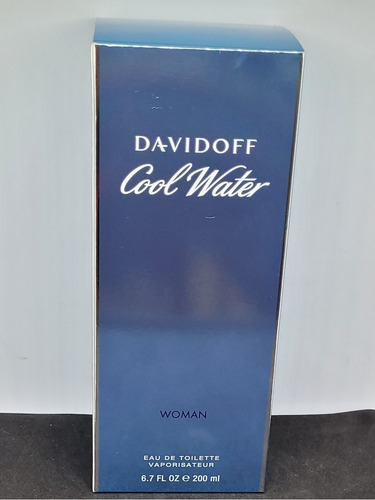 DAVIDOFF
Cool Water
WOMAN
EAU DE TOILETTE
VAPORISATEUR
6.7 FL OZ ℮ 200 ml